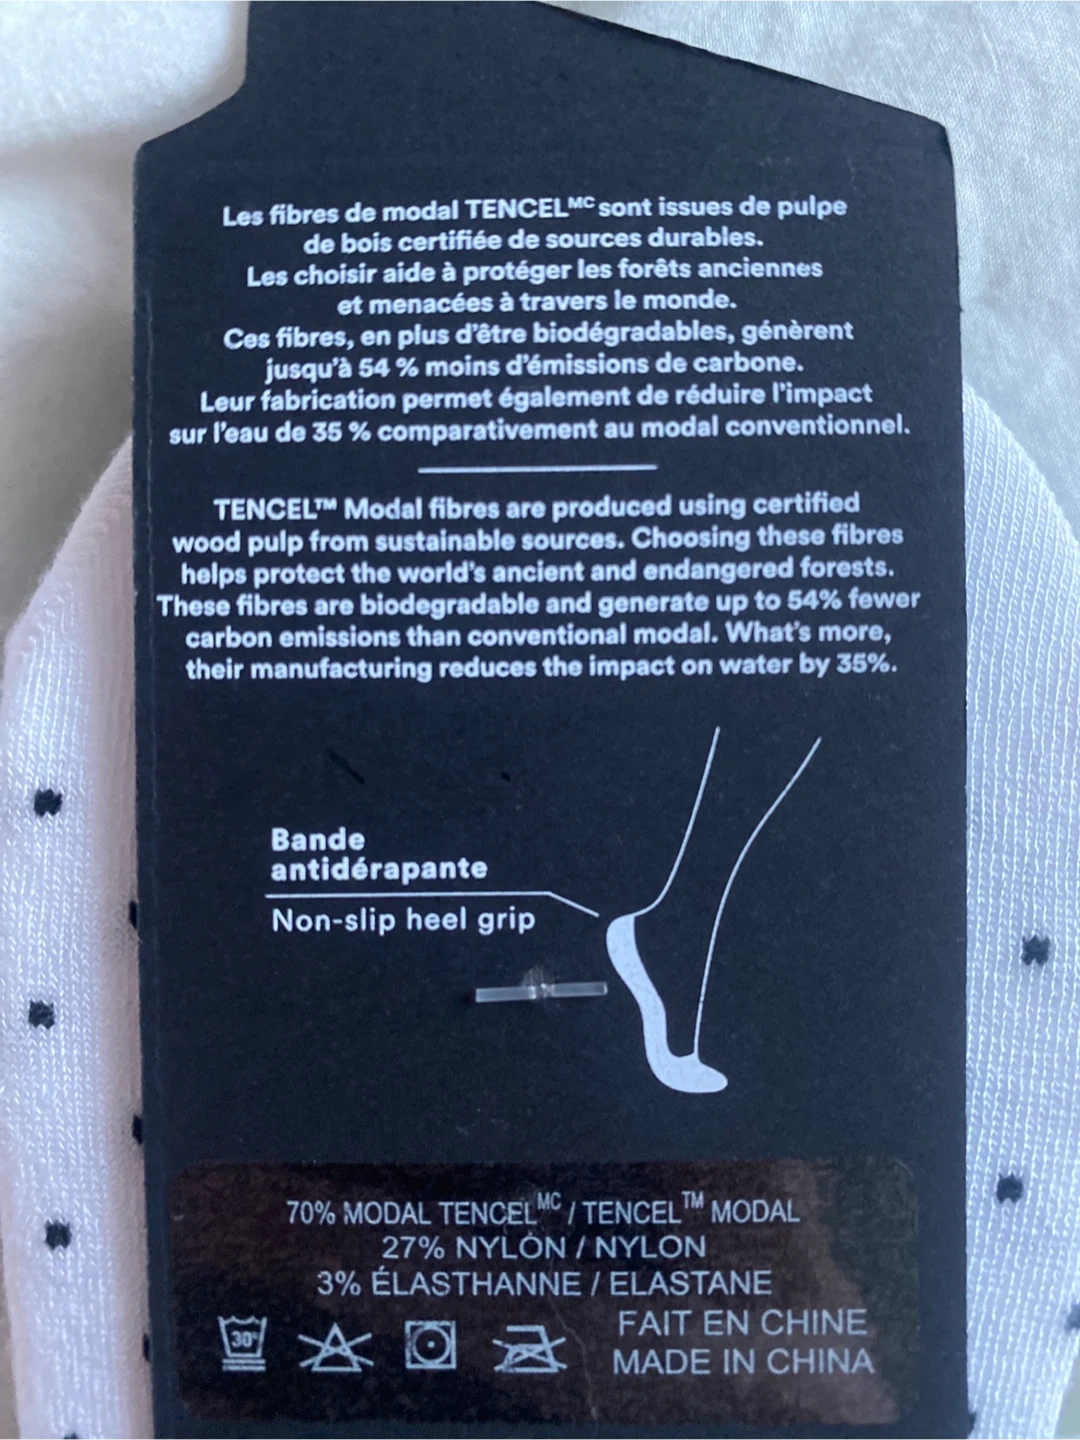 Les fibres de modal TENCELᴹᶜ sont issues de pulpe
de bois certifiée de sources durables.
Les choisir aide à protéger les forêts anciennes
et menacées à travers le monde.
Ces fibres, en plus d'être biodégradables, génèrent
jusqu'à 54 % moins d'émissions de carbone.
Leur fabrication permet également de réduire l'impact
sur l'eau de 35 % comparativement au modal conventionnel.
TENCEL™ Modal fibres are produced using certified
wood pulp from sustainable sources. Choosing these fibres
helps protect the world's ancient and endangered forests.
These fibres are biodegradable and generate up to 54% fewer
carbon emissions than conventional modal. What's more,
their manufacturing reduces the impact on water by 35%.
Bande
antidérapante
Non-slip heel grip
70% MODAL TENCELᴹᶜ / TENCEL™ MODAL
27% NYLON / NYLON
3% ÉLASTHANNE / ELASTANE
30°
FAIT EN CHINE
MADE IN CHINA